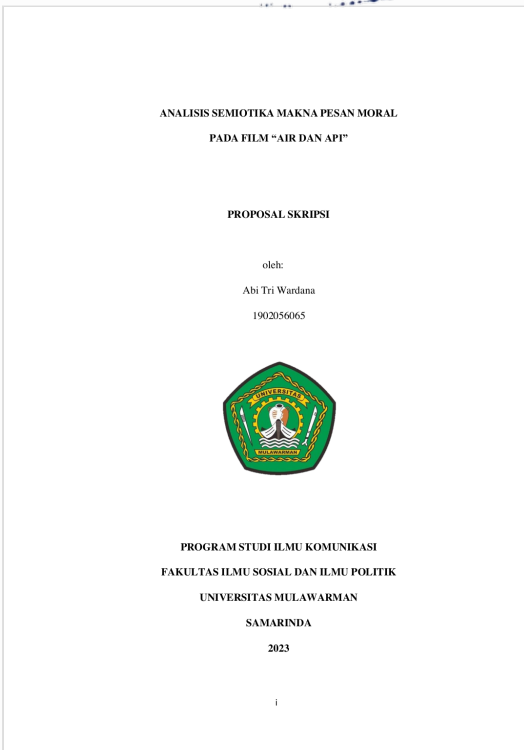 ANALISIS SEMIOTIKA MAKNA PESAN MORAL
PADA FILM “AIR DAN API”
PROPOSAL SKRIPSI
oleh:
Abi Tri Wardana
1902056065
UNIVERSITAS
MULAWARMAN
PROGRAM STUDI ILMU KOMUNIKASI
FAKULTAS ILMU SOSIAL DAN ILMU POLITIK
UNIVERSITAS MULAWARMAN
SAMARINDA
2023
i